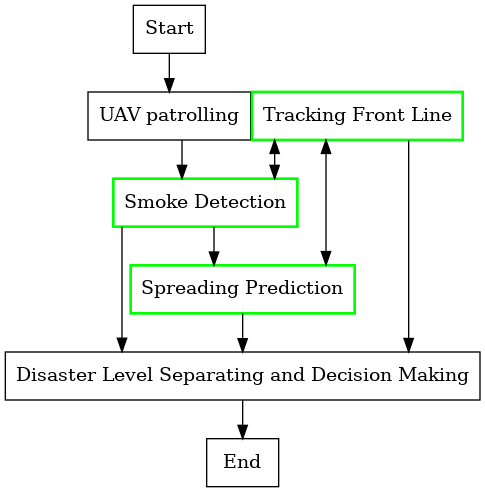 Start
UAV patrolling
Tracking Front Line
Smoke Detection
Spreading Prediction
Disaster Level Separating and Decision Making
End